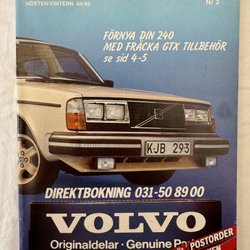 HÖSTEN/VINTERN 84/85
Nr 3
FÖRNYA DIN 240
MED FRÄCKA GTX TILLBEHÖR
se sid 4-5
KJB 293
DIREKTBOKNING 031-50 89 00
VOLVO
Originaldelar · Genuine
POSTORDER